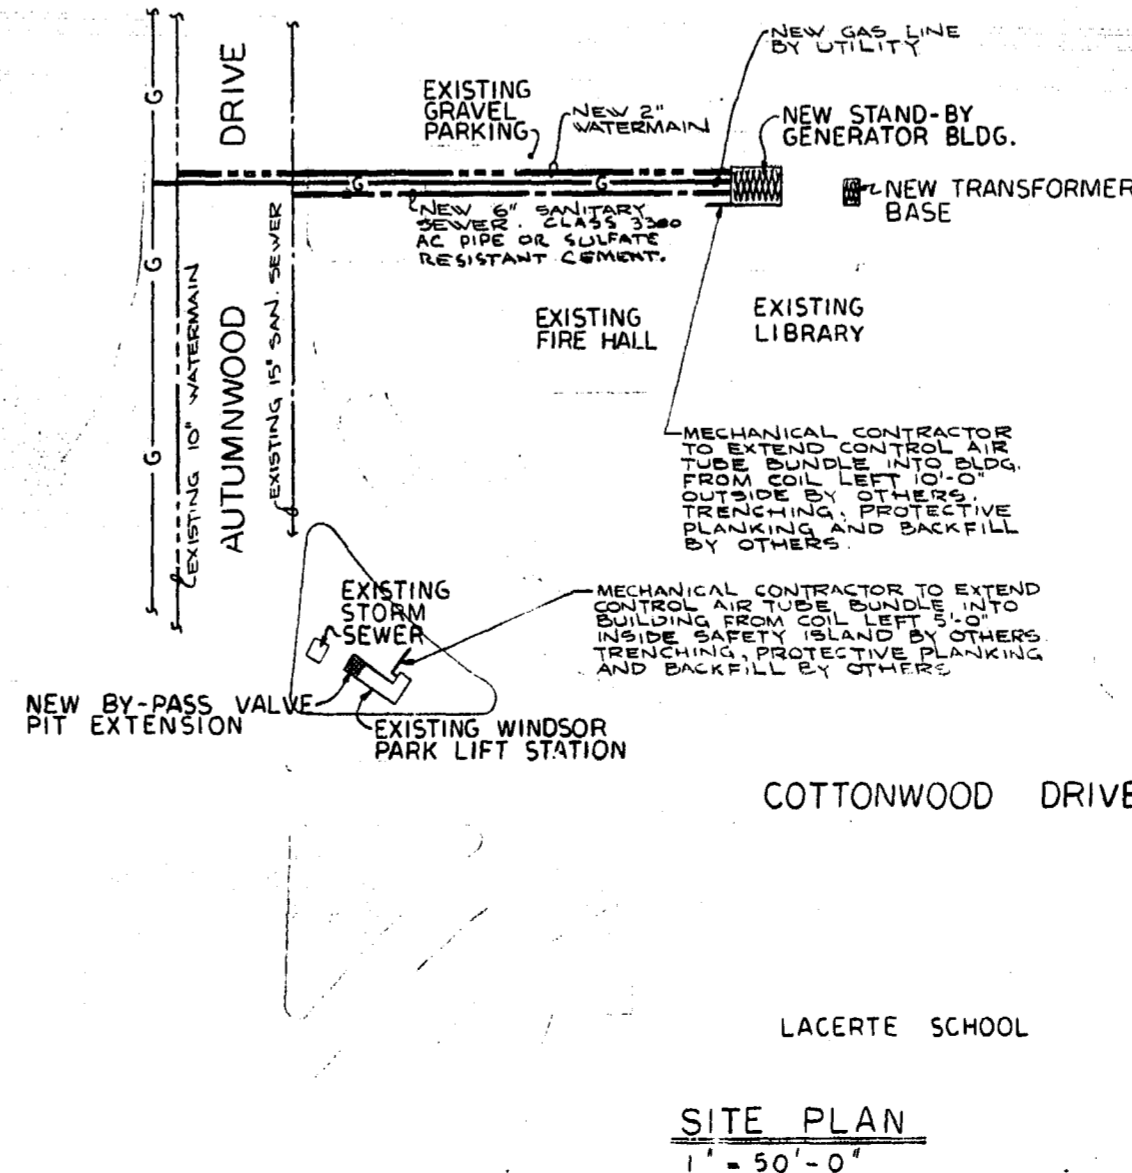 NEW GAS LINE
BY UTILITY
DRIVE
EXISTING
GRAVEL
PARKING
NEW 2"
WATERMAIN
NEW STAND-BY
GENERATOR BLDG.
G
G
G
G
G
NEW TRANSFORMER
BASE
NEW 6" SANITARY
SEWER. CLASS 3300
AC PIPE OR SULFATE
RESISTANT CEMENT.
EXISTING 10" WATERMAIN
AUTUMNWOOD
EXISTING 15" SAN. SEWER
EXISTING
FIRE HALL
EXISTING
LIBRARY
MECHANICAL CONTRACTOR
TO EXTEND CONTROL AIR
TUBE BUNDLE INTO BLDG.
FROM COIL LEFT 10'-0"
OUTSIDE BY OTHERS.
TRENCHING, PROTECTIVE
PLANKING AND BACKFILL
BY OTHERS.
EXISTING
STORM
SEWER
MECHANICAL CONTRACTOR TO EXTEND
CONTROL AIR TUBE BUNDLE INTO
BUILDING FROM COIL LEFT 5'-0"
INSIDE SAFETY ISLAND BY OTHERS.
TRENCHING, PROTECTIVE PLANKING
AND BACKFILL BY OTHERS
NEW BY-PASS VALVE
PIT EXTENSION
EXISTING WINDSOR
PARK LIFT STATION
COTTONWOOD DRIVE
LACERTE SCHOOL
SITE PLAN
1" = 50'-0"